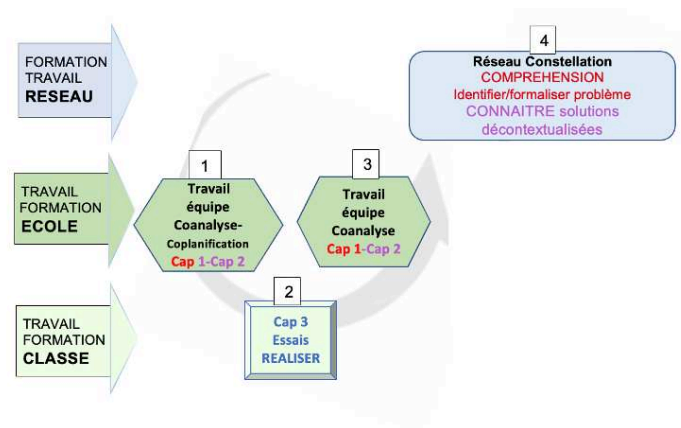 FORMATION
TRAVAIL
RESEAU
4
Réseau Constellation
COMPREHENSION
Identifier/formaliser problème
CONNAITRE solutions
décontextualisées
TRAVAIL
FORMATION
ECOLE
1
Travail
équipe
Coanalyse-
Coplanification
Cap 1-Cap 2
3
Travail
équipe
Coanalyse
Cap 1-Cap 2
TRAVAIL
FORMATION
CLASSE
2
Cap 3
Essais
REALISER